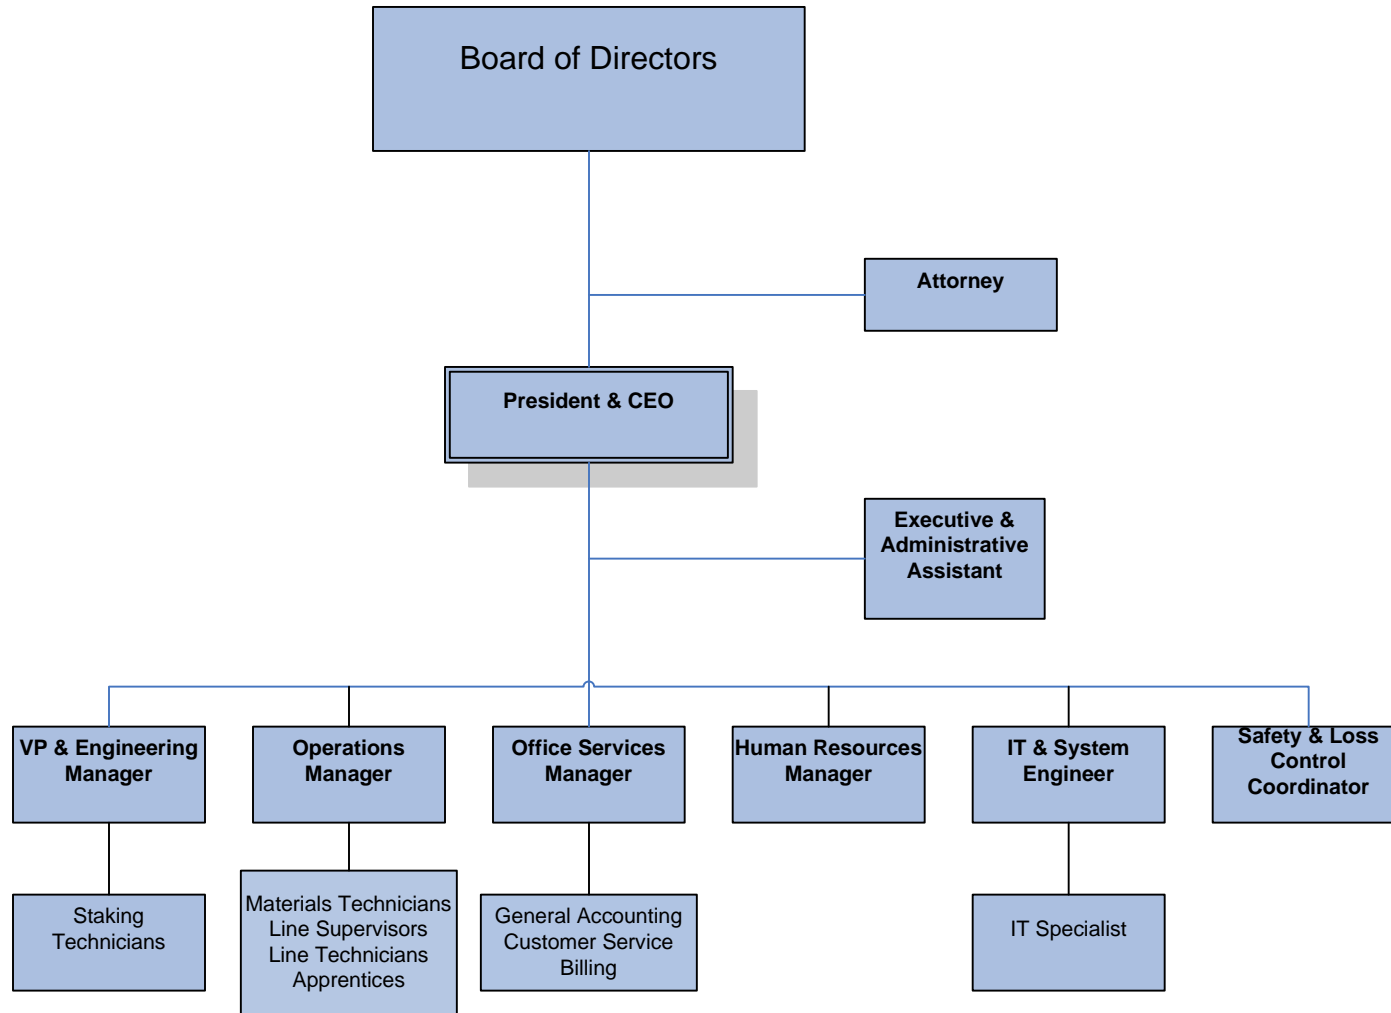 Board of Directors
Attorney
President & CEO
Executive &
Administrative
Assistant
VP & Engineering
Manager
Operations
Manager
Office Services
Manager
Human Resources
Manager
IT & System
Engineer
Safety & Loss
Control
Coordinator
Staking
Technicians
Materials Technicians
Line Supervisors
Line Technicians
Apprentices
General Accounting
Customer Service
Billing
IT Specialist